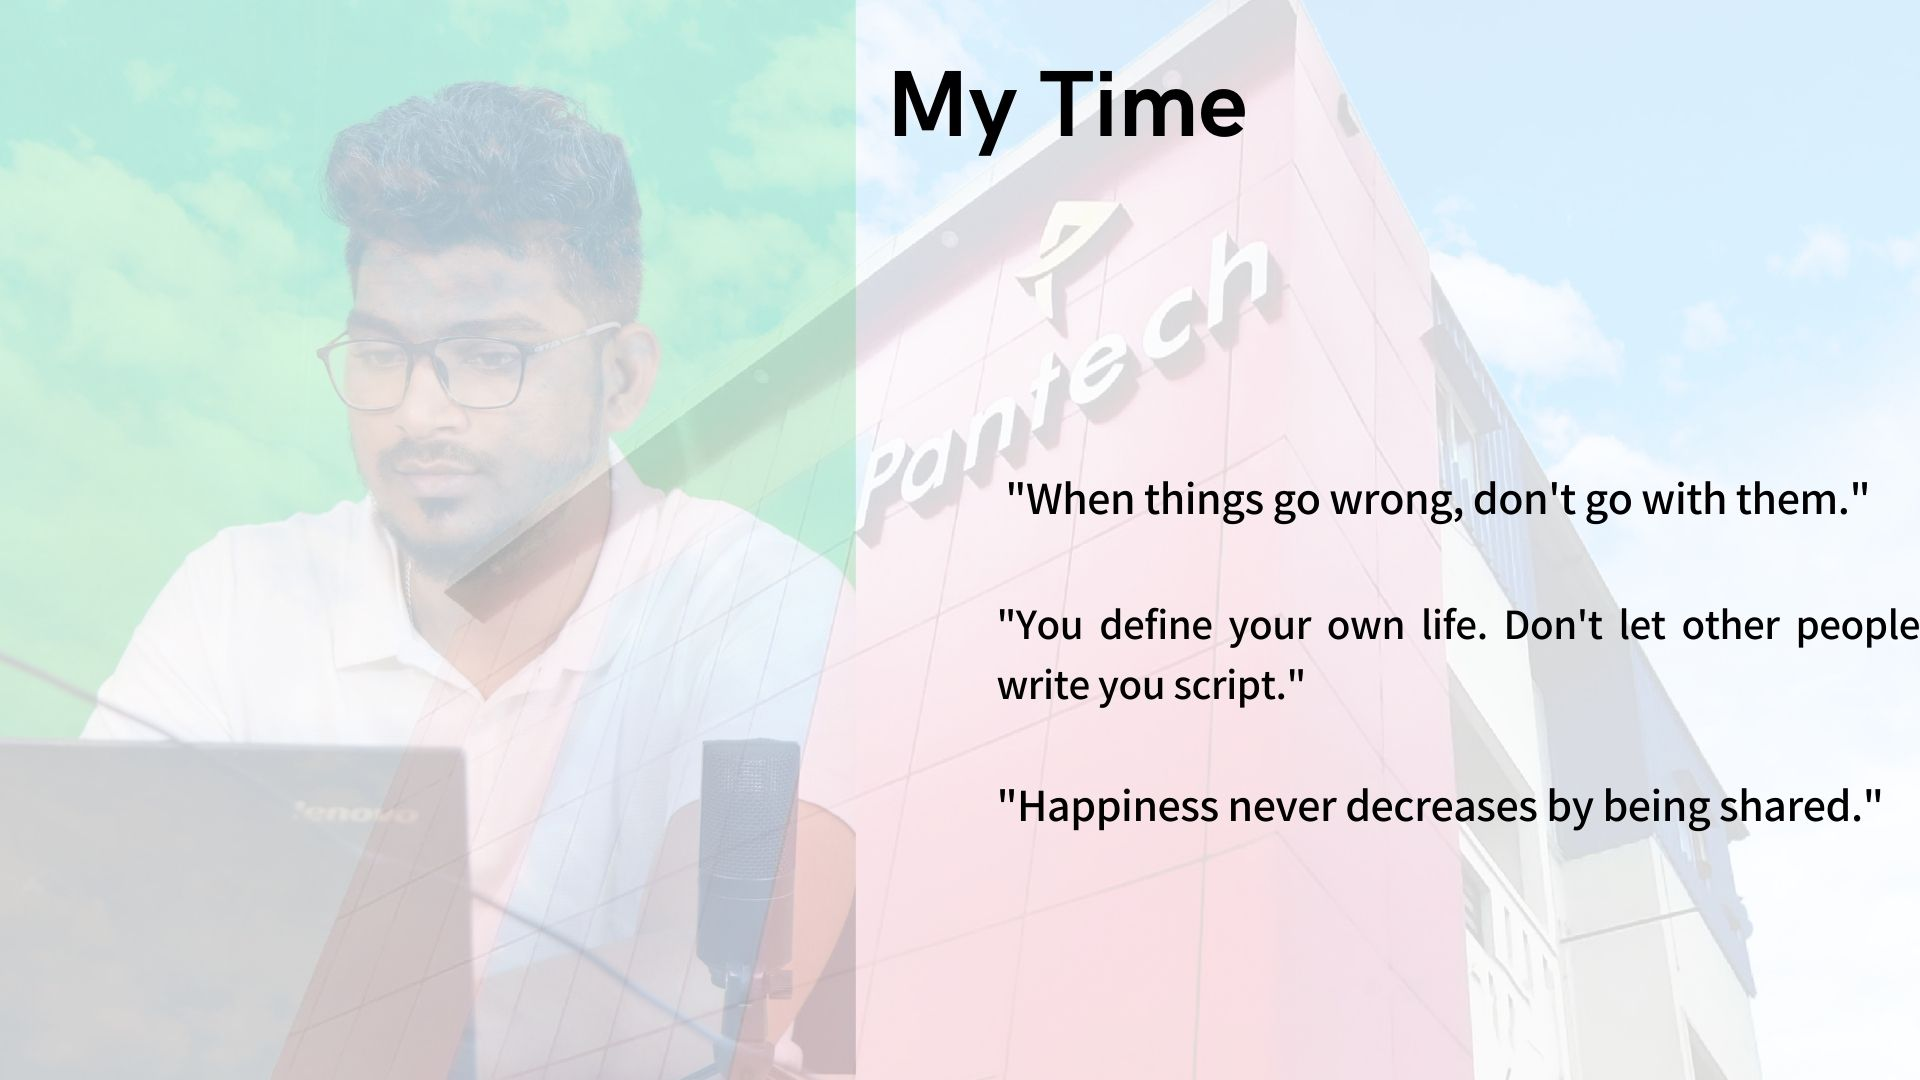 My Time
Pantech
"When things go wrong, don't go with them."
"You define your own life. Don't let other people
write you script."
"Happiness never decreases by being shared."
lenovo